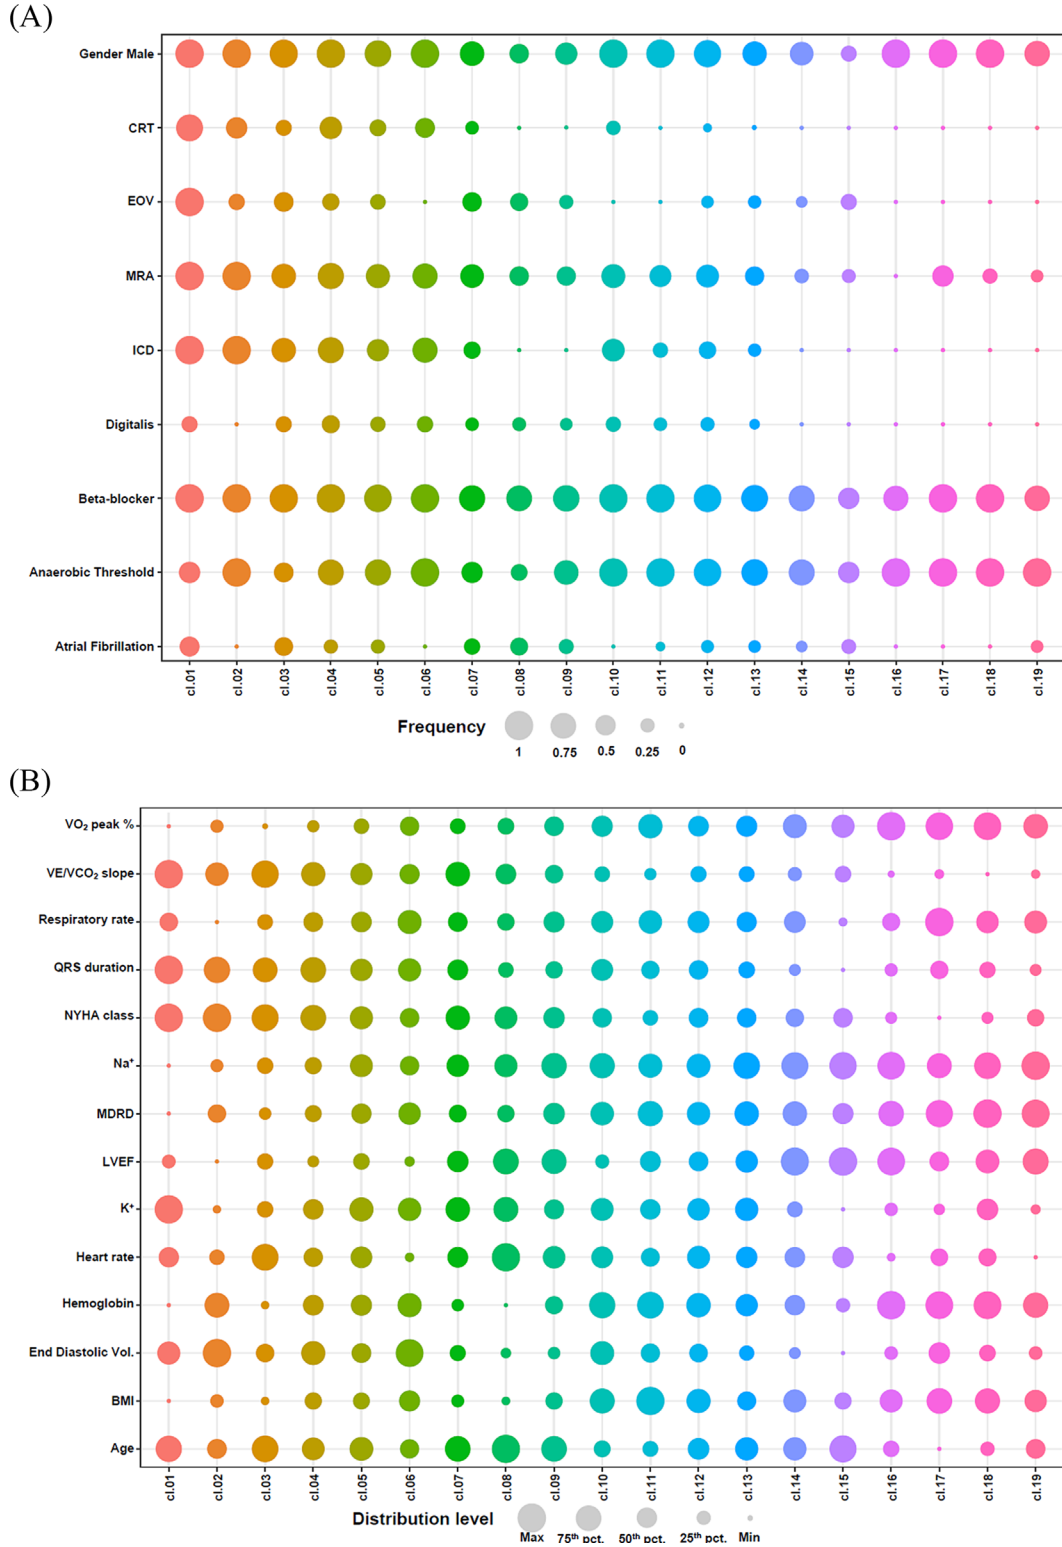 (A)
Gender Male
CRT
EOV
MRA
ICD
Digitalis
Beta-blocker
Anaerobic Threshold
Atrial Fibrillation
cl.01 cl.02 cl.03 cl.04 cl.05 cl.06 cl.07 cl.08 cl.09 cl.10 cl.11 cl.12 cl.13 cl.14 cl.15 cl.16 cl.17 cl.18 cl.19
Frequency
1 0.75 0.5 0.25 0
(B)
VO₂ peak %
VE/VCO₂ slope
Respiratory rate
QRS duration
NYHA class
Na⁺
MDRD
LVEF
K⁺
Heart rate
Hemoglobin
End Diastolic Vol.
BMI
Age
cl.01 cl.02 cl.03 cl.04 cl.05 cl.06 cl.07 cl.08 cl.09 cl.10 cl.11 cl.12 cl.13 cl.14 cl.15 cl.16 cl.17 cl.18 cl.19
Distribution level
Max 75ᵗʰ pct. 50ᵗʰ pct. 25ᵗʰ pct. Min